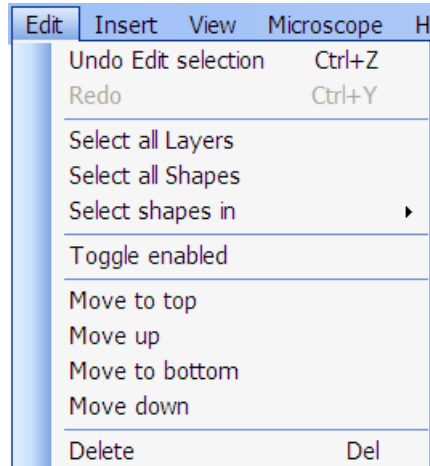 Edit Insert View Microscope H
Undo Edit selection Ctrl+Z
Redo Ctrl+Y
Select all Layers
Select all Shapes
Select shapes in
Toggle enabled
Move to top
Move up
Move to bottom
Move down
Delete Del